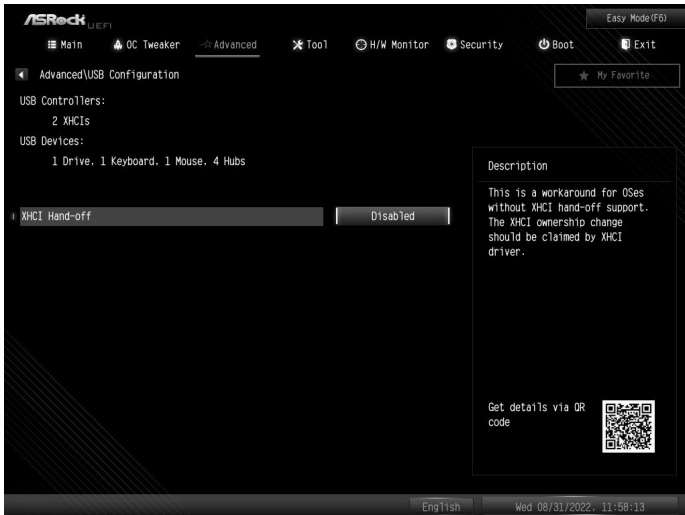 ASRock UEFI
Easy Mode(F6)
Main OC Tweaker Advanced Tool H/W Monitor Security Boot Exit
Advanced\USB Configuration
My Favorite
USB Controllers:
2 XHCIs
USB Devices:
1 Drive, 1 Keyboard, 1 Mouse, 4 Hubs
XHCI Hand-off Disabled
Description
This is a workaround for OSes
without XHCI hand-off support.
The XHCI ownership change
should be claimed by XHCI
driver.
Get details via QR
code
English
Wed 08/31/2022, 11:58:13